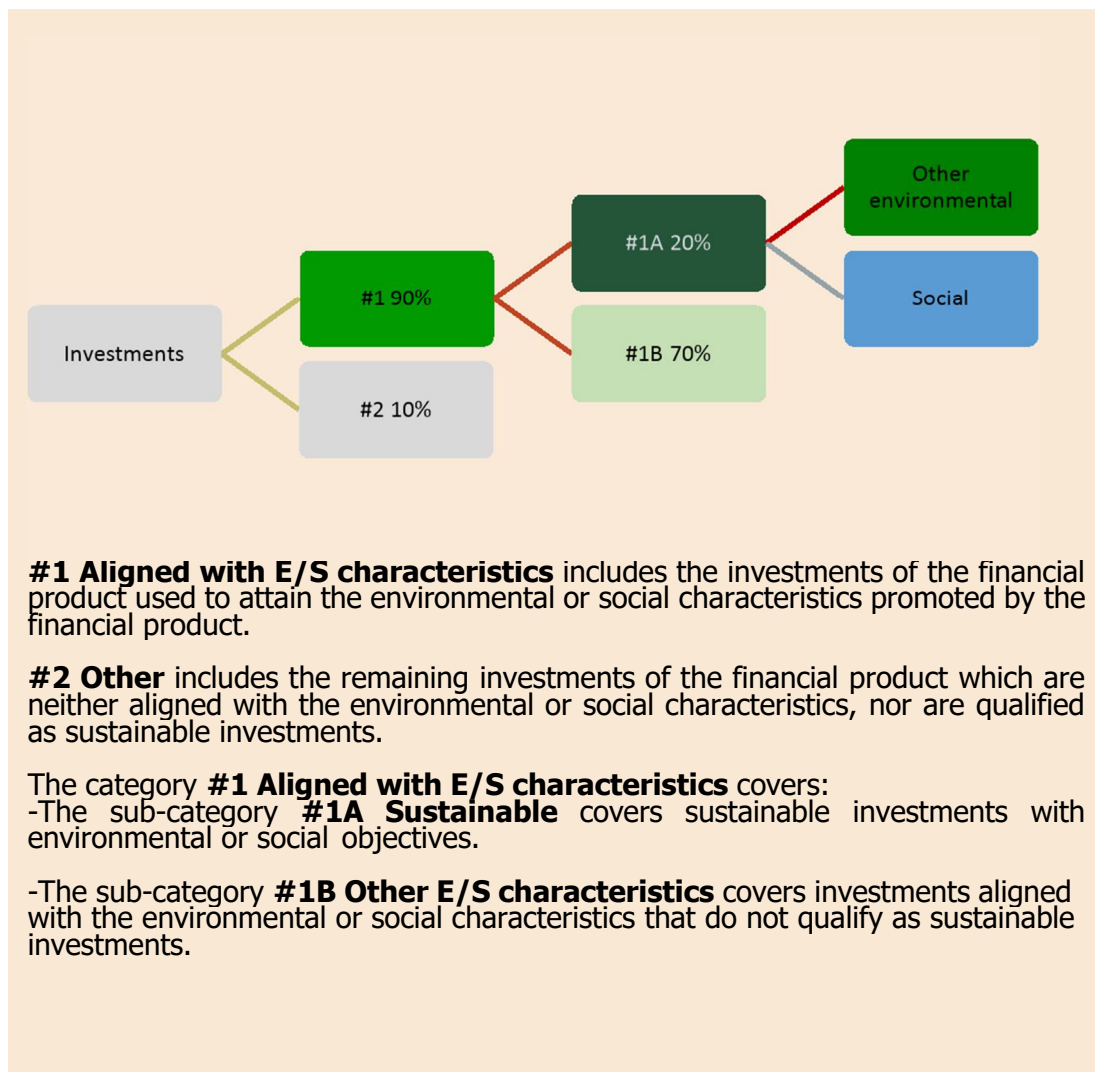 Other
environmental
#1A 20%
#1 90%
Social
Investments
#1B 70%
#2 10%
#1 Aligned with E/S characteristics includes the investments of the financial
product used to attain the environmental or social characteristics promoted by the
financial product.
#2 Other includes the remaining investments of the financial product which are
neither aligned with the environmental or social characteristics, nor are qualified
as sustainable investments.
The category #1 Aligned with E/S characteristics covers:
-The sub-category #1A Sustainable covers sustainable investments with
environmental or social objectives.
-The sub-category #1B Other E/S characteristics covers investments aligned
with the environmental or social characteristics that do not qualify as sustainable
investments.